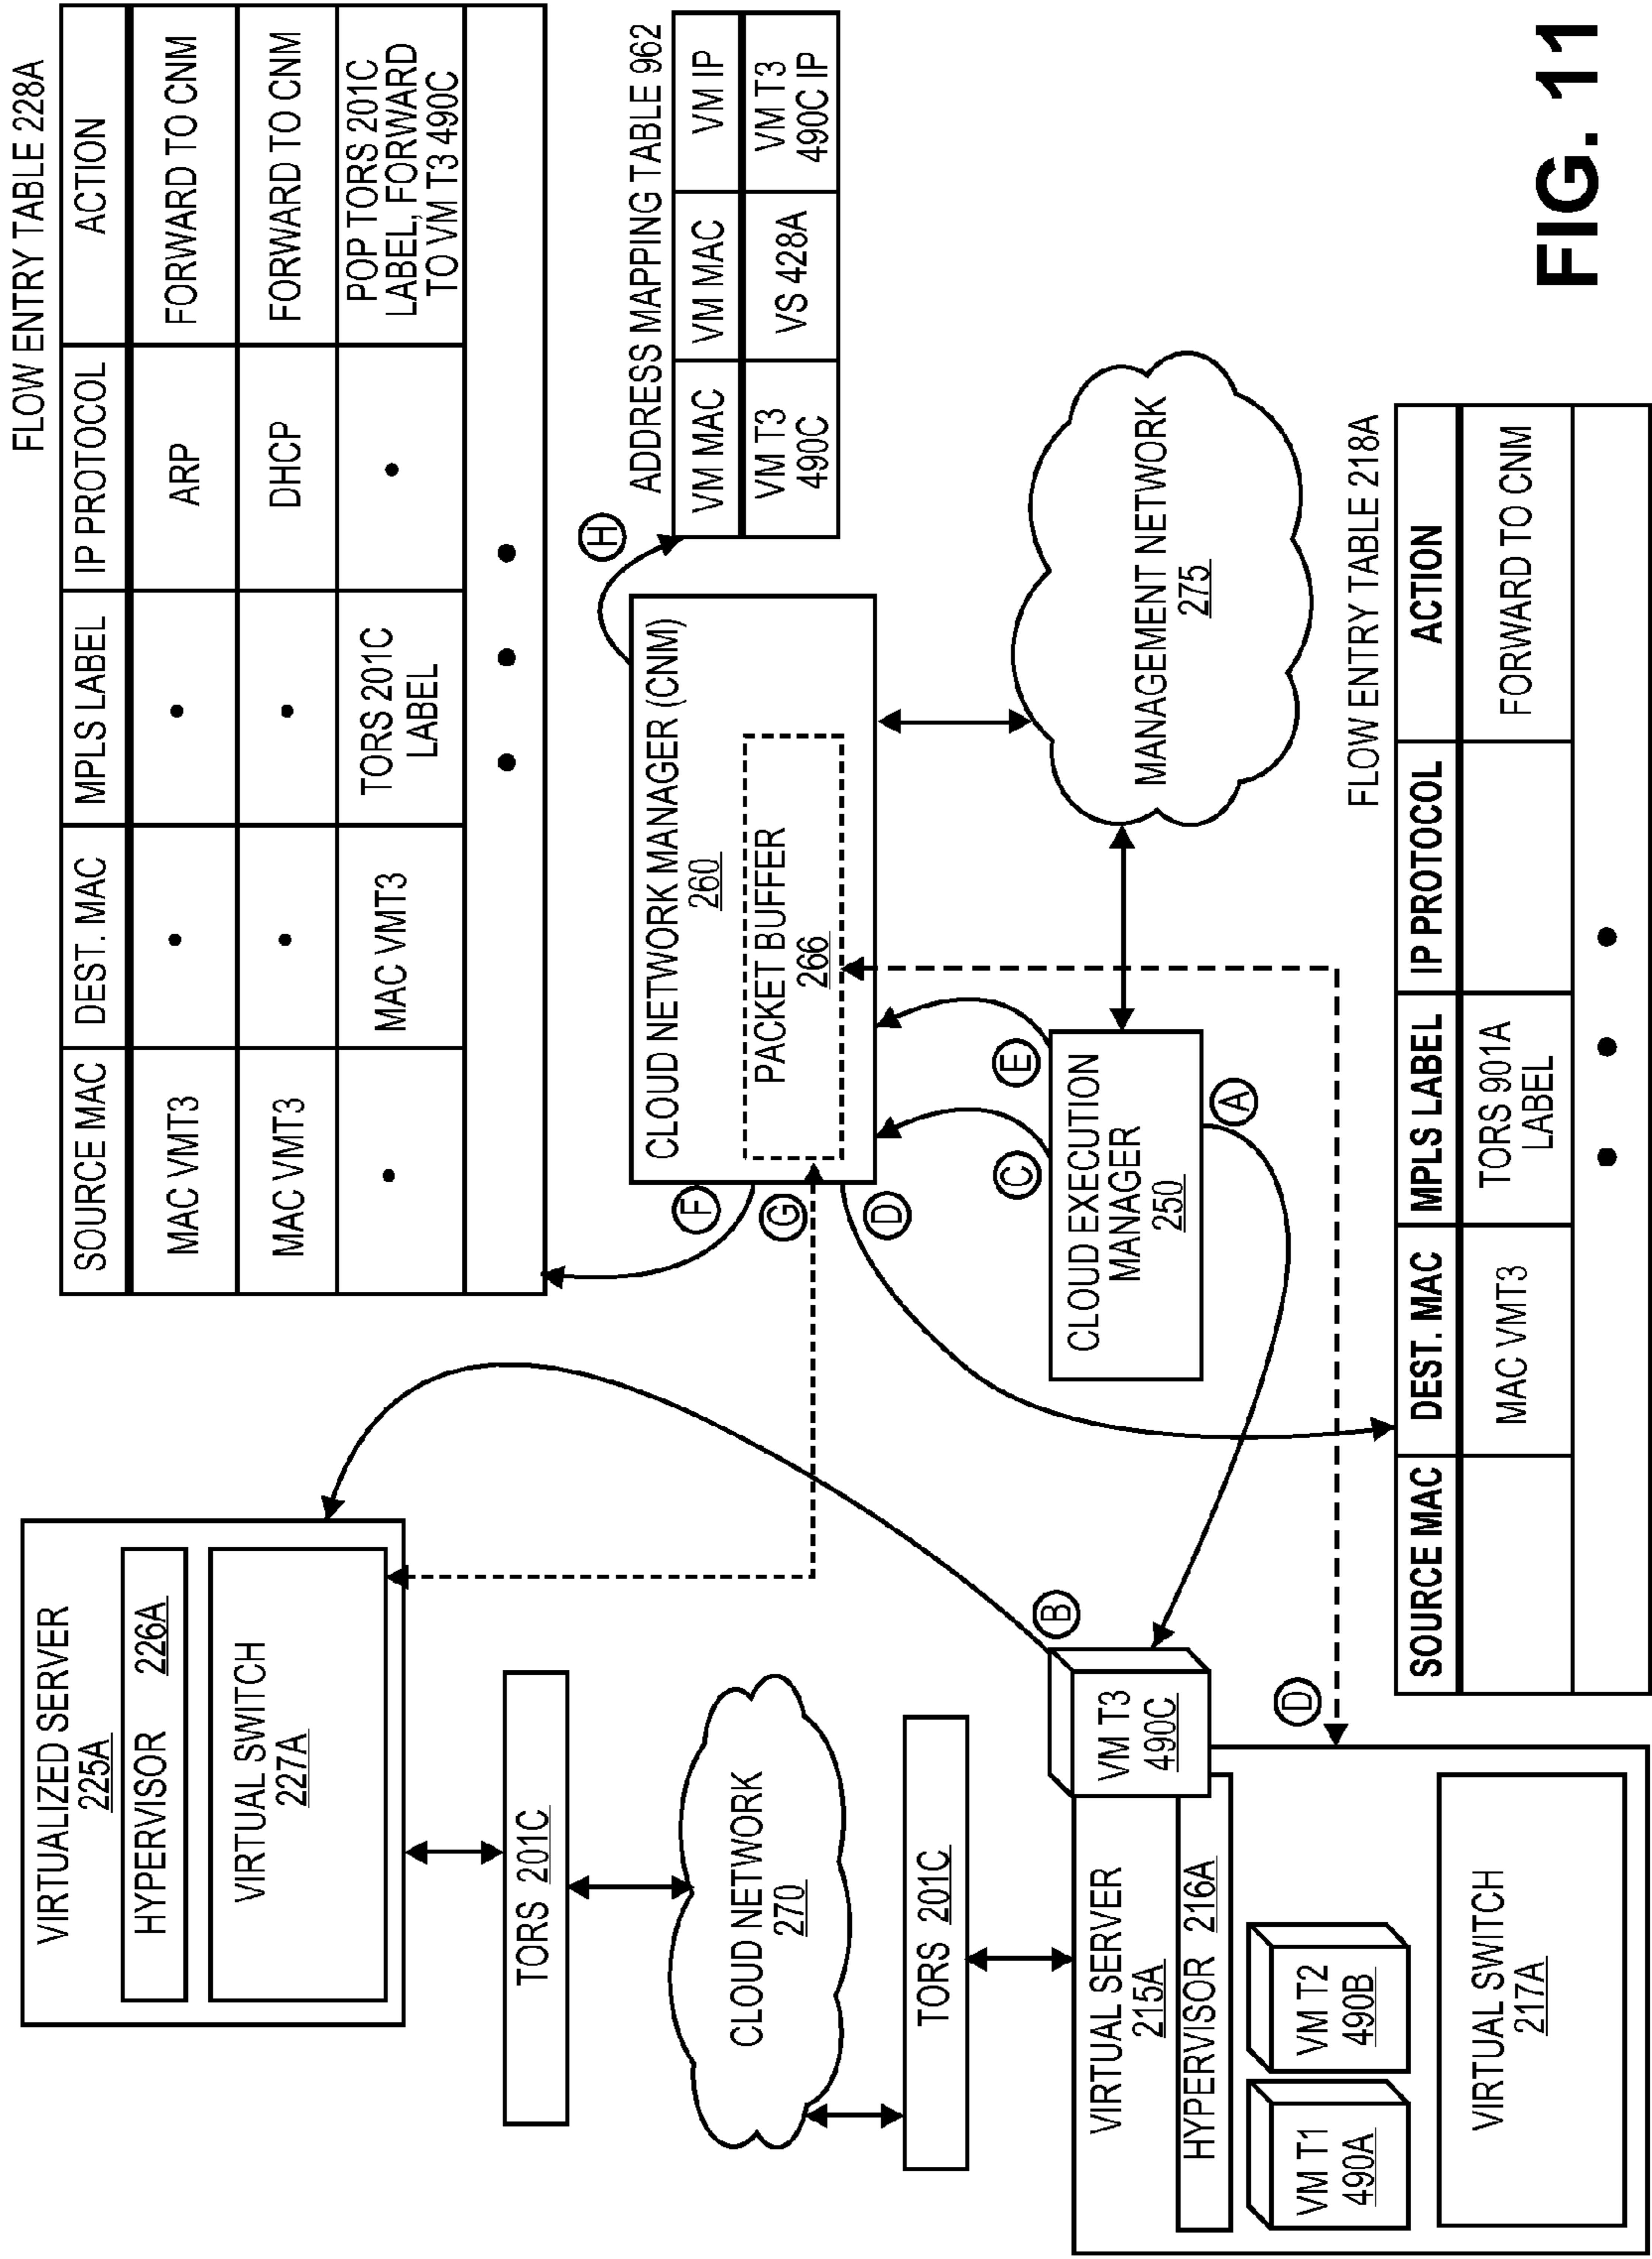 VIRTUALIZED SERVER
225A
HYPERVISOR 226A
VIRTUAL SWITCH
227A
TORS 201C
CLOUD NETWORK
270
TORS 201C
VIRTUAL SERVER
215A
HYPERVISOR 216A
VM T1
490A
VM T2
490B
VM T3
490C
VIRTUAL SWITCH
217A
B
D
FLOW ENTRY TABLE 228A
SOURCE MAC DEST. MAC MPLS LABEL IP PROTOCOL ACTION
MAC VMT3 • • ARP FORWARD TO CNM
MAC VMT3 • • DHCP FORWARD TO CNM
• MAC VMT3 TORS 201C
LABEL • POP TORS 201C
LABEL, FORWARD
TO VM T3 490C
• • •
F
G
D
H
CLOUD NETWORK MANAGER (CNM)
260
PACKET BUFFER
266
ADDRESS MAPPING TABLE 962
VM MAC VM MAC VM IP
VM T3
490C
VS 428A
VM T3
490C IP
C
E
CLOUD EXECUTION
MANAGER
250
A
MANAGEMENT NETWORK
275
FLOW ENTRY TABLE 218A
SOURCE MAC DEST. MAC MPLS LABEL IP PROTOCOL ACTION
MAC VMT3 TORS 901A
LABEL FORWARD TO CNM
• • •
FIG. 11